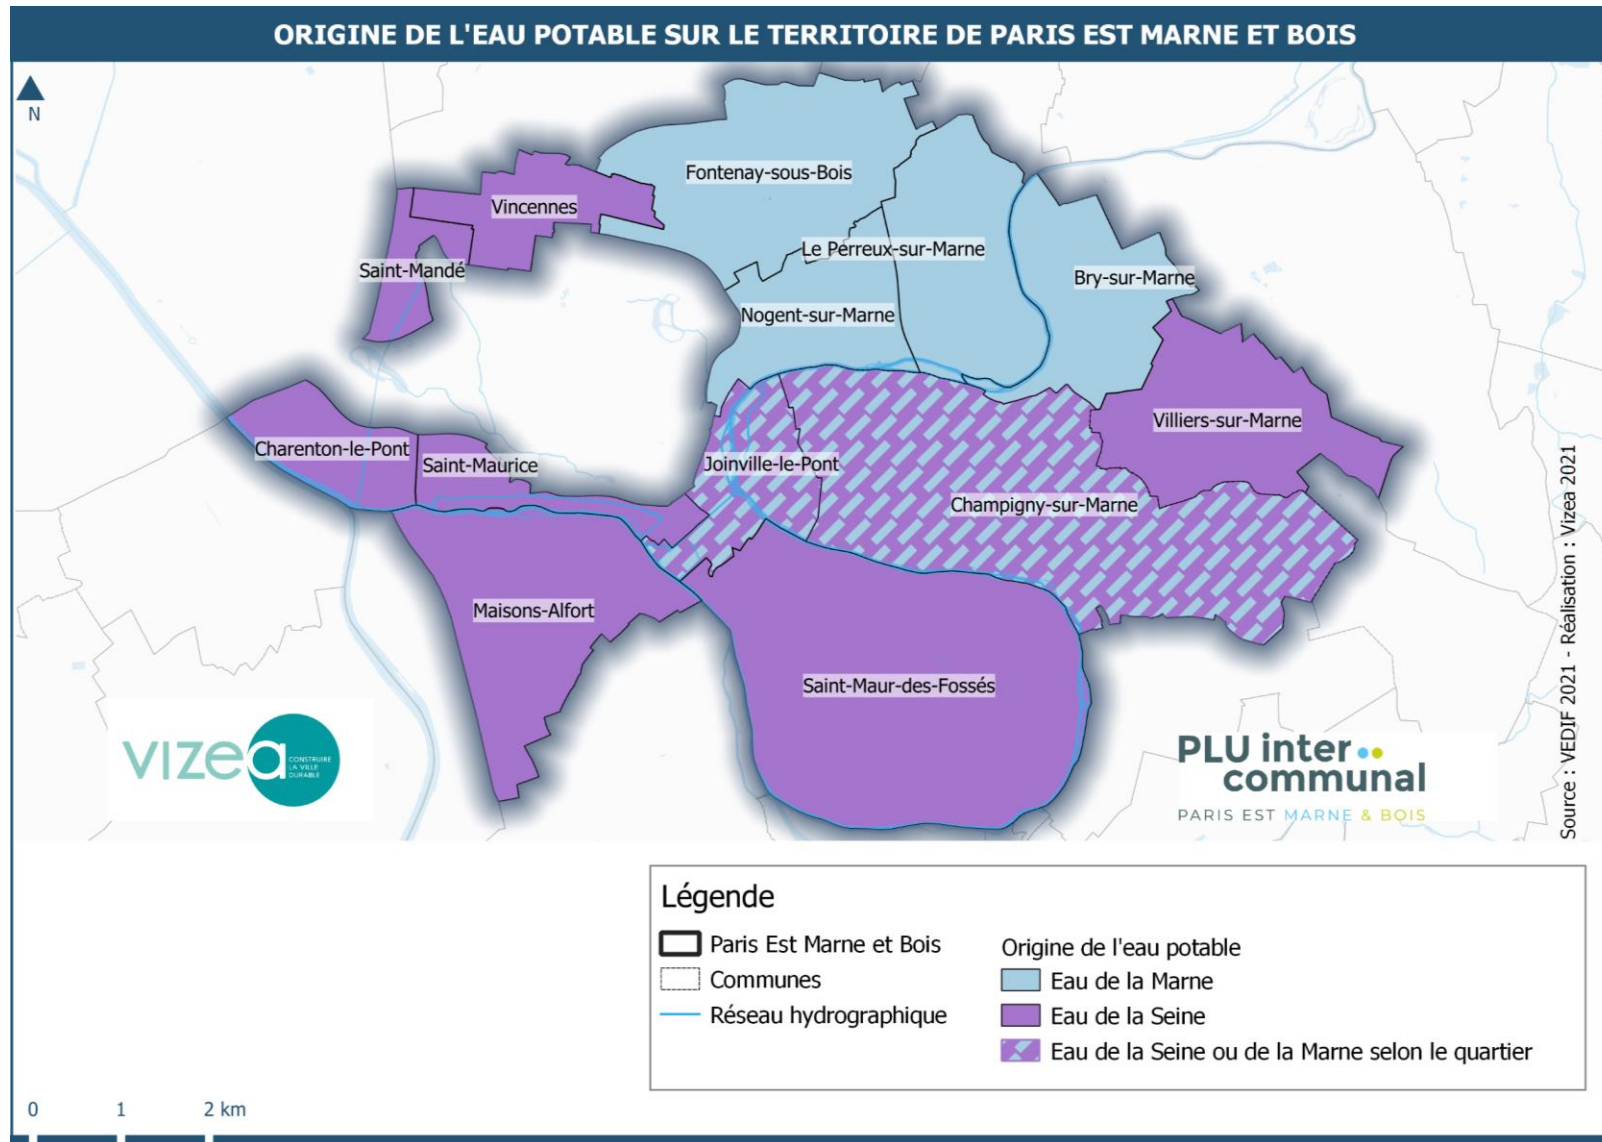 ORIGINE DE L'EAU POTABLE SUR LE TERRITOIRE DE PARIS EST MARNE ET BOIS
N
Fontenay-sous-Bois
Vincennes
Le Perreux-sur-Marne
Saint-Mandé
Bry-sur-Marne
Nogent-sur-Marne
Villiers-sur-Marne
Charenton-le-Pont
Saint-Maurice
Joinville-le-Pont
Champigny-sur-Marne
Maisons-Alfort
Saint-Maur-des-Fossés
vizea
CONSTRUIRE
LA VILLE
DURABLE
PLU inter
communal
PARIS EST MARNE & BOIS
Source : VEDIF 2021 - Réalisation : Vizea 2021
Légende
Paris Est Marne et Bois
Communes
Réseau hydrographique
Origine de l'eau potable
Eau de la Marne
Eau de la Seine
Eau de la Seine ou de la Marne selon le quartier
0 1 2 km